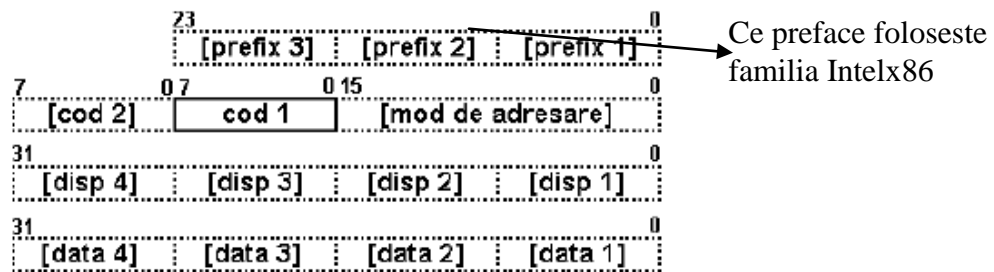 23 0
[prefix 3] [prefix 2] [prefix 1]
Ce preface foloseste
familia Intelx86
7 0 7 0 15 0
[cod 2] cod 1 [mod de adresare]
31 0
[disp 4] [disp 3] [disp 2] [disp 1]
31 0
[data 4] [data 3] [data 2] [data 1]